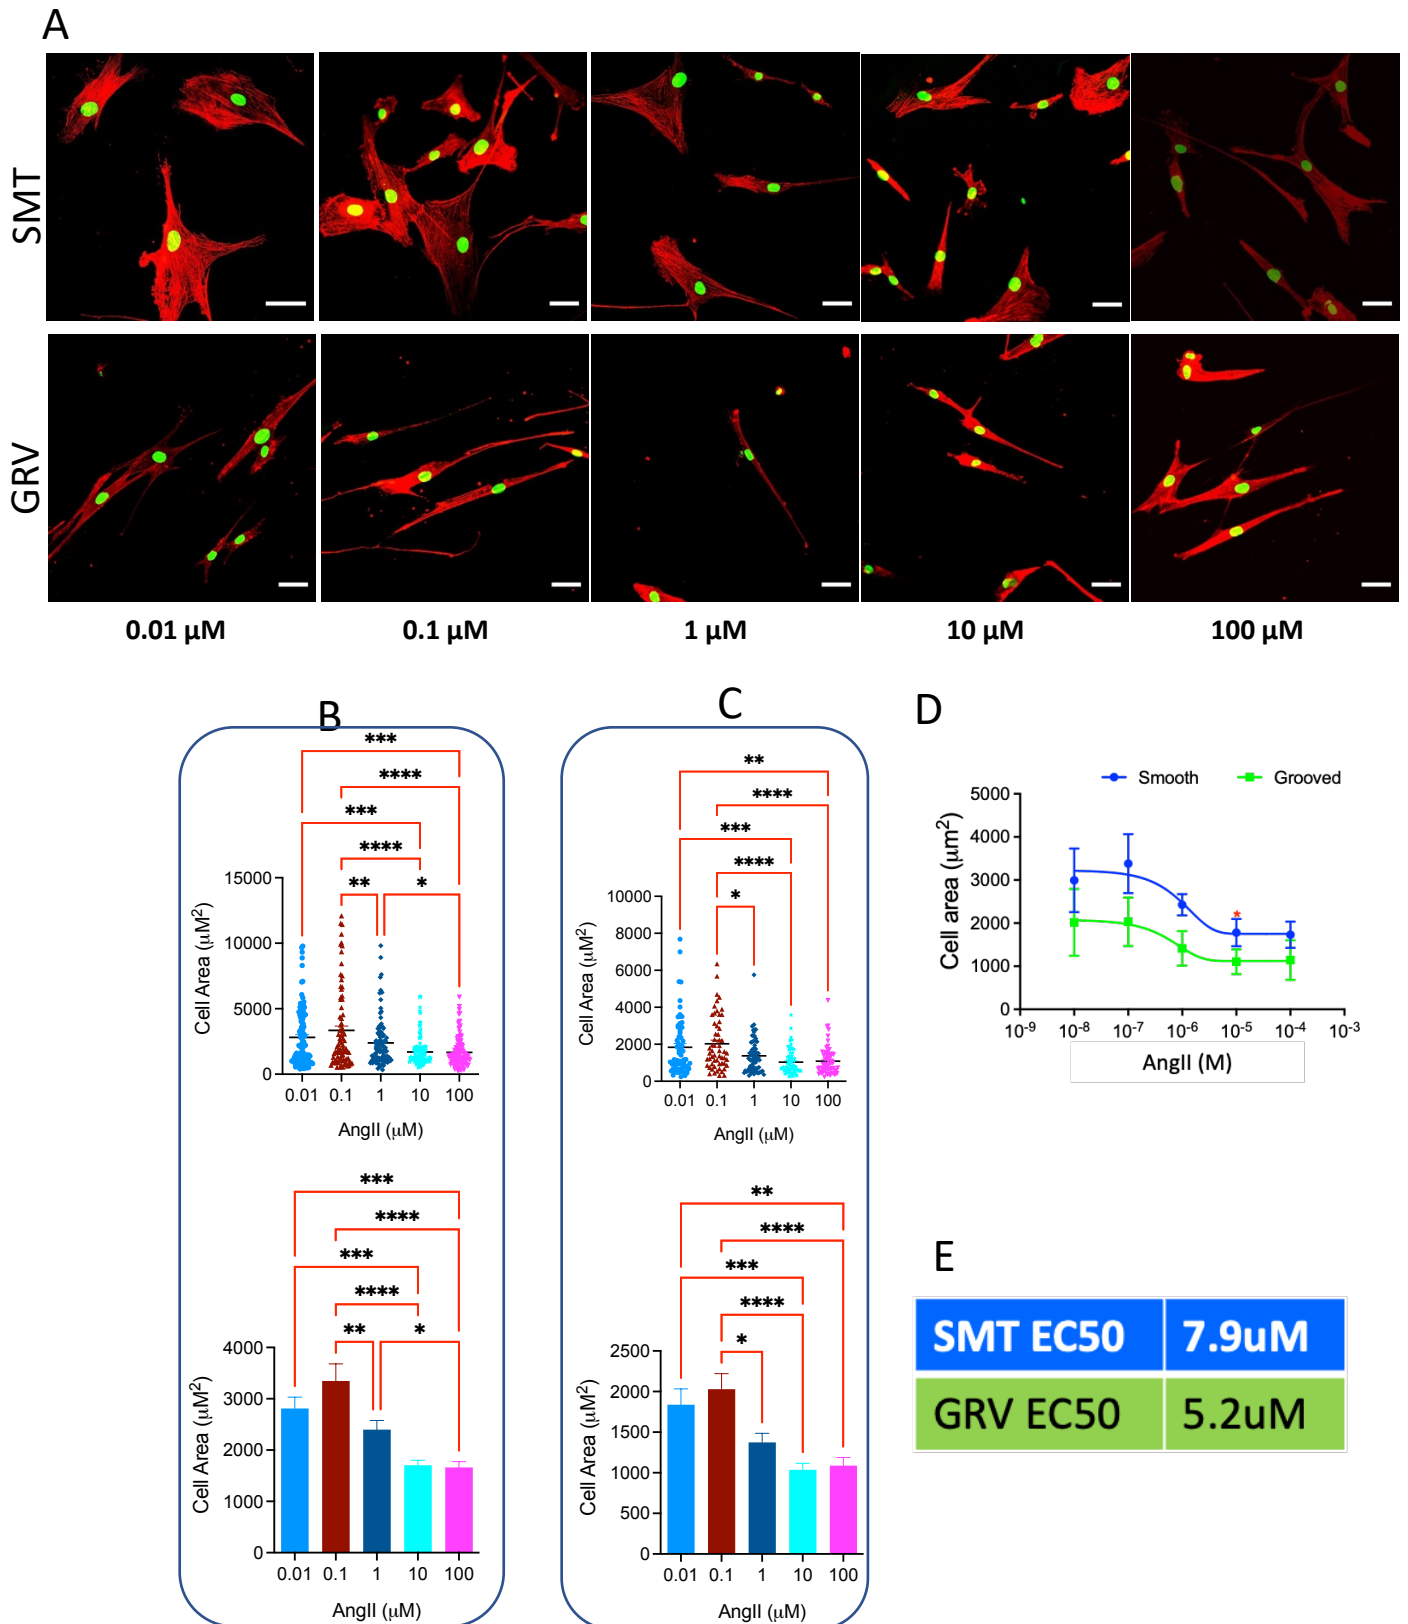 A
SMT
GRV
0.01 µM 0.1 µM 1 µM 10 µM 100 µM
B
***
****
***
****
** *
15000
10000
5000
0
Cell Area (µM²)
0.01 0.1 1 10 100
AngII (µM)
***
****
***
****
** *
4000
3000
2000
1000
0
Cell Area (µM²)
0.01 0.1 1 10 100
AngII (µM)
C
**
****
***
****
*
10000
8000
6000
4000
2000
0
Cell Area (µM²)
0.01 0.1 1 10 100
AngII (µM)
**
****
***
****
*
2500
2000
1500
1000
500
0
Cell Area (µM²)
0.01 0.1 1 10 100
AngII (µM)
D
Smooth Grooved
5000
4000
3000
2000
1000
0
Cell area (µm²)
*
10⁻⁹ 10⁻⁸ 10⁻⁷ 10⁻⁶ 10⁻⁵ 10⁻⁴ 10⁻³
AngII (M)
E
SMT EC50 7.9uM
GRV EC50 5.2uM